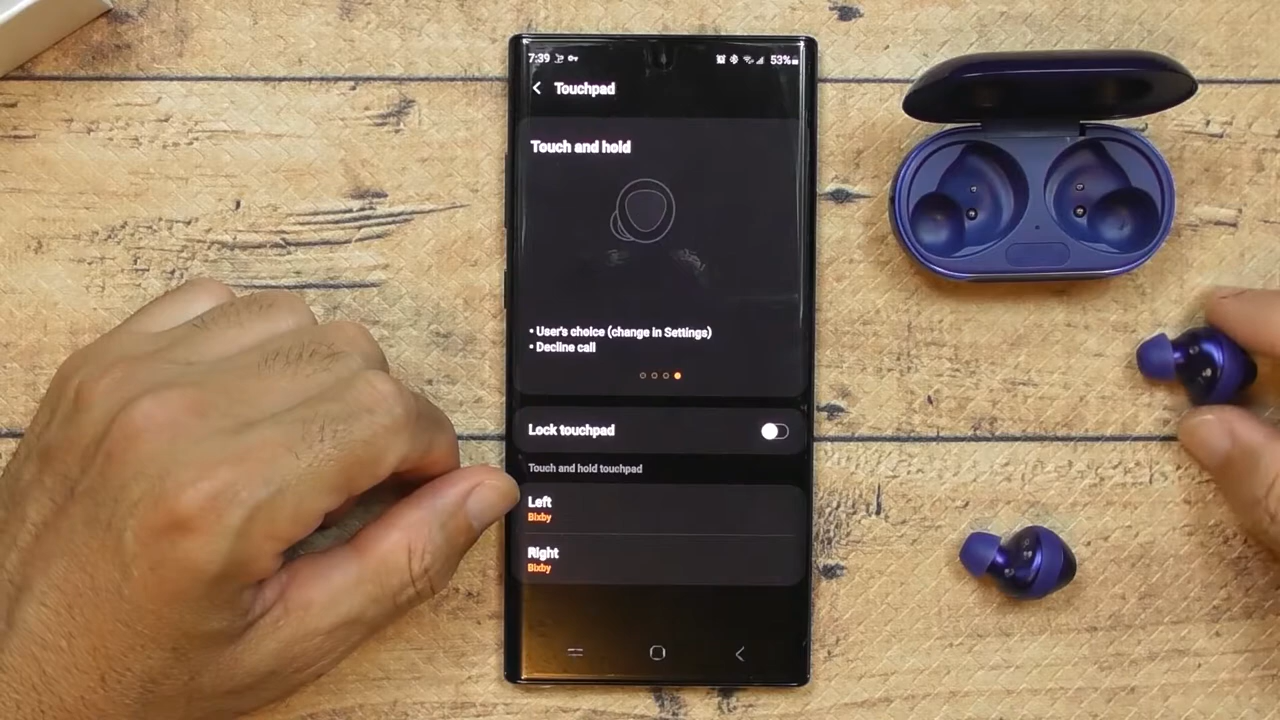 7:39
53%
Touchpad
Touch and hold
• User's choice (change in Settings)
• Decline call
Lock touchpad
Touch and hold touchpad
Left
Bixby
Right
Bixby